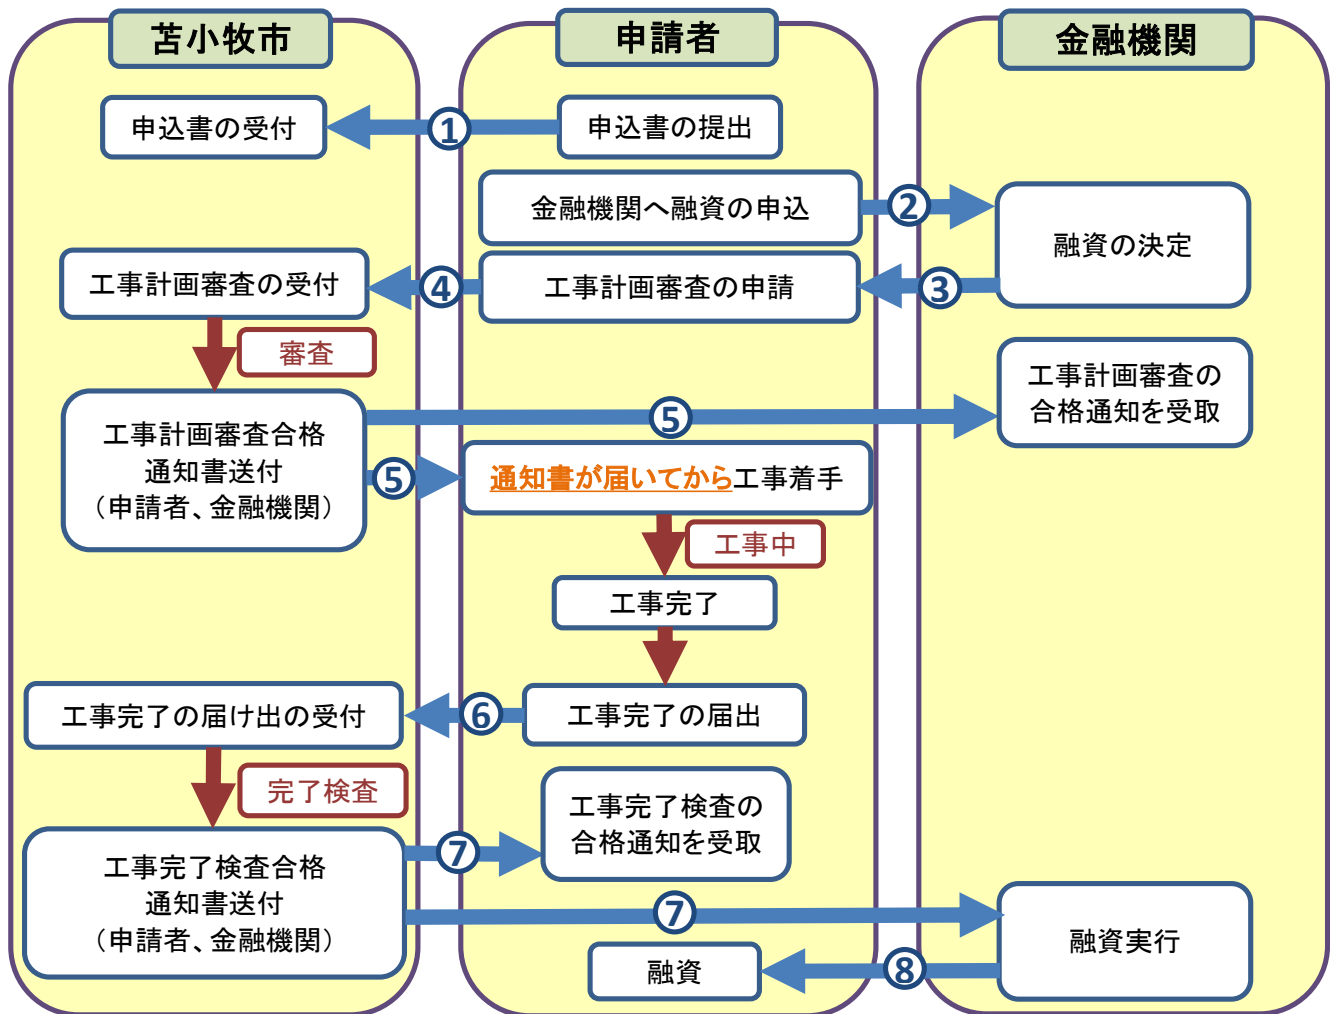 苫小牧市
申請者
金融機関
申込書の受付
①
申込書の提出
金融機関へ融資の申込
②
融資の決定
工事計画審査の受付
④
工事計画審査の申請
③
審査
工事計画審査の
合格通知を受取
工事計画審査合格
通知書送付
（申請者、金融機関）
⑤
⑤
通知書が届いてから工事着手
工事中
工事完了
工事完了の届け出の受付
⑥
工事完了の届出
完了検査
工事完了検査の
合格通知を受取
⑦
工事完了検査合格
通知書送付
（申請者、金融機関）
⑦
融資実行
融資
⑧